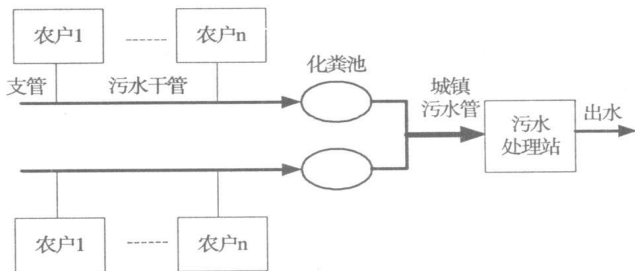 农户1 农户n
支管 污水干管 化粪池
城镇
污水管
污水
处理站
出水
农户1 农户n